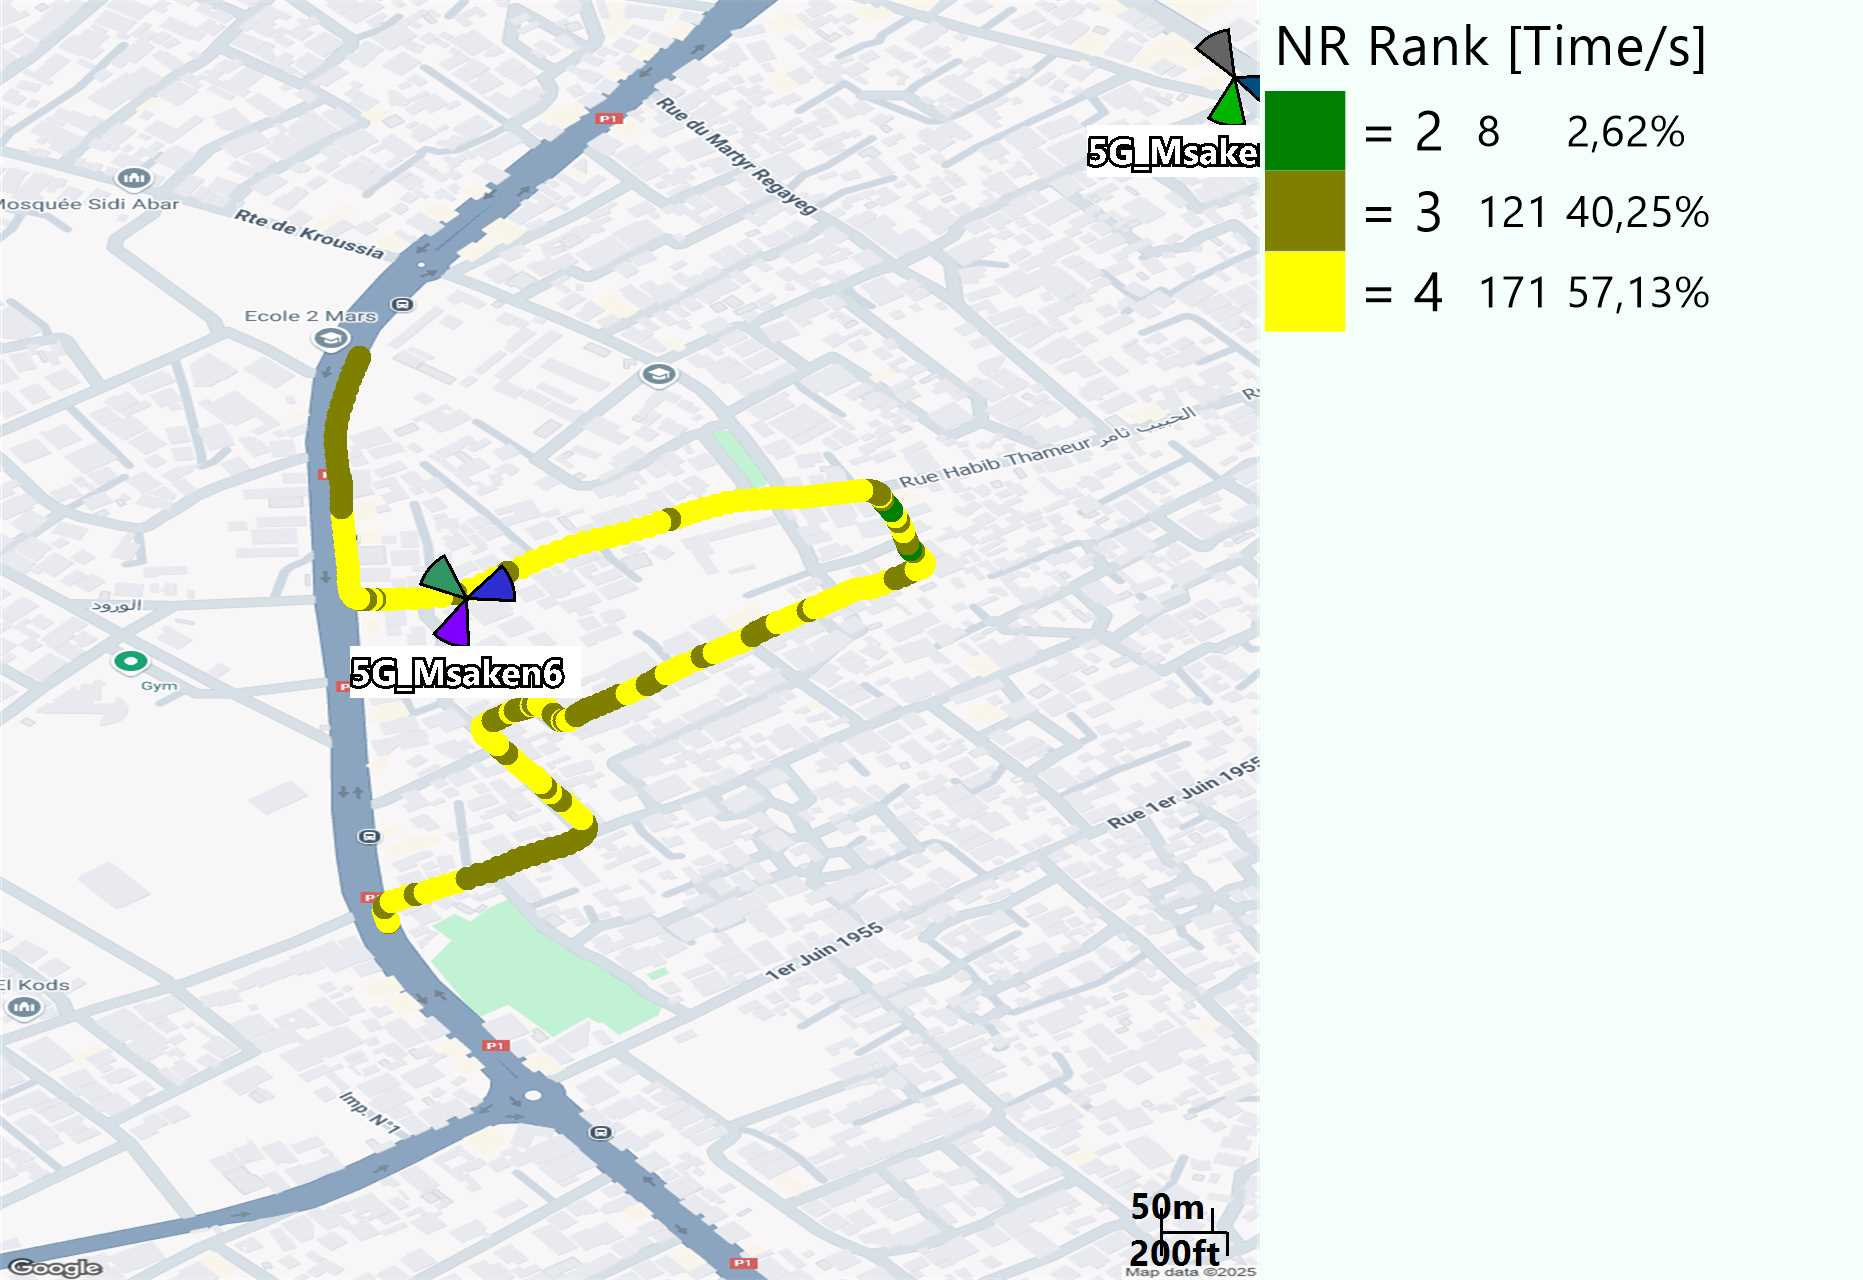 NR Rank [Time/s]
= 2 8 2,62%
= 3 121 40,25%
= 4 171 57,13%
P1
Rue du Martyr Regayeg
5G_Msake
Mosquée Sidi Abar
Rte de Kroussia
Ecole 2 Mars
Rue Habib Thameur الحبيب ثامر
الورود
Gym
5G_Msaken6
Rue 1er Juin 1955
1er Juin 1955
El Kods
P1
Imp. N°1
50m
200ft
P1
Google
Map data ©2025